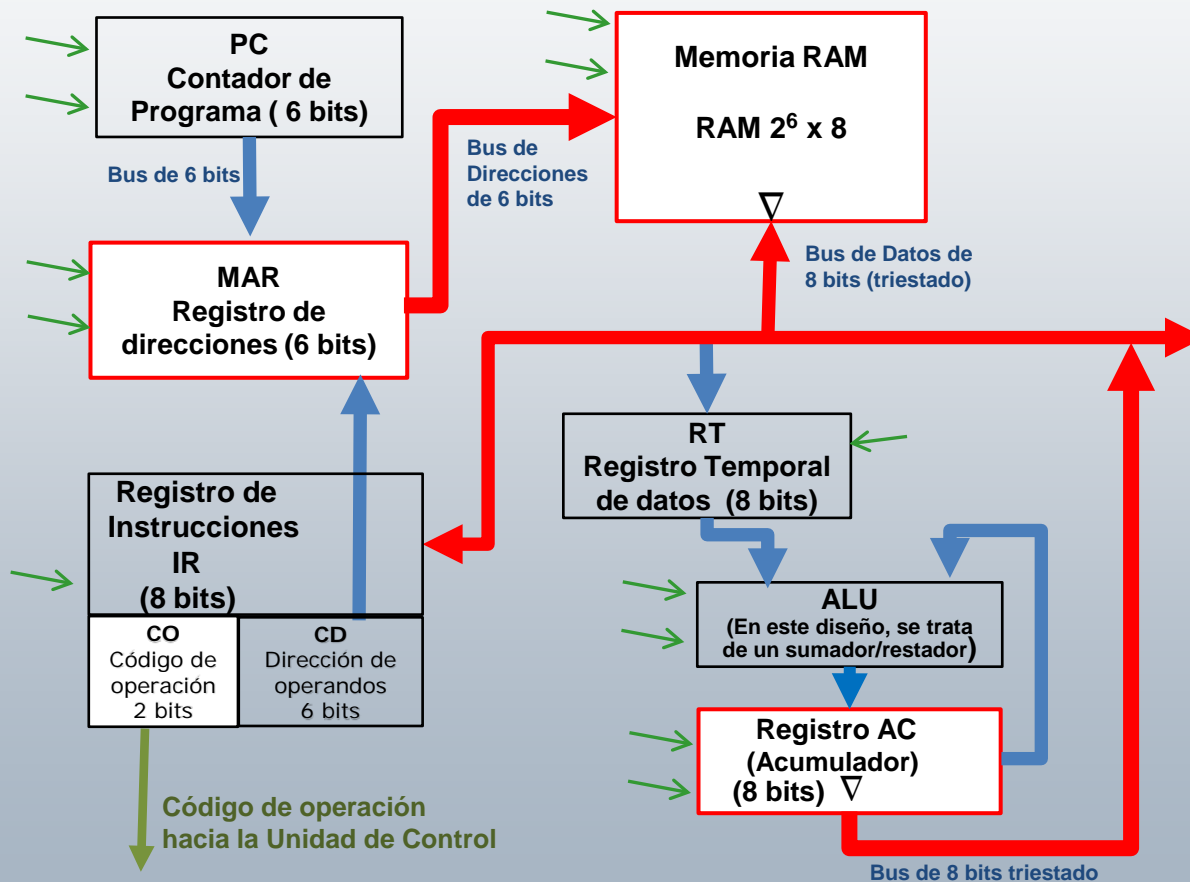 PC
Contador de
Programa ( 6 bits)
Bus de 6 bits
MAR
Registro de
direcciones (6 bits)
Bus de
Direcciones
de 6 bits
Memoria RAM
RAM 2⁶ x 8
Bus de Datos de
8 bits (triestado)
Registro de
Instrucciones
IR
(8 bits)
CO
Código de
operación
2 bits
CD
Dirección de
operandos
6 bits
Código de operación
hacia la Unidad de Control
RT
Registro Temporal
de datos (8 bits)
ALU
(En este diseño, se trata
de un sumador/restador)
Registro AC
(Acumulador)
(8 bits)
Bus de 8 bits triestado